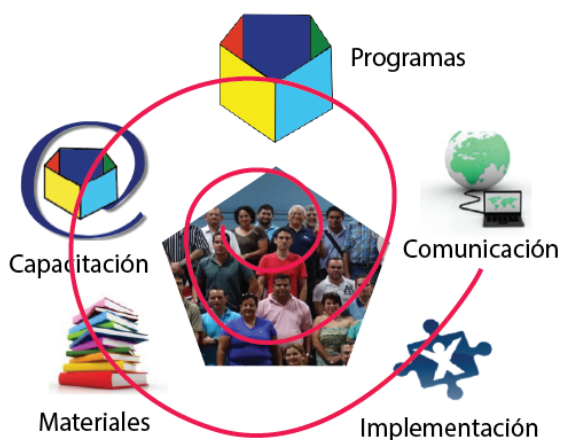 Programas
Comunicación
Capacitación
Materiales
Implementación